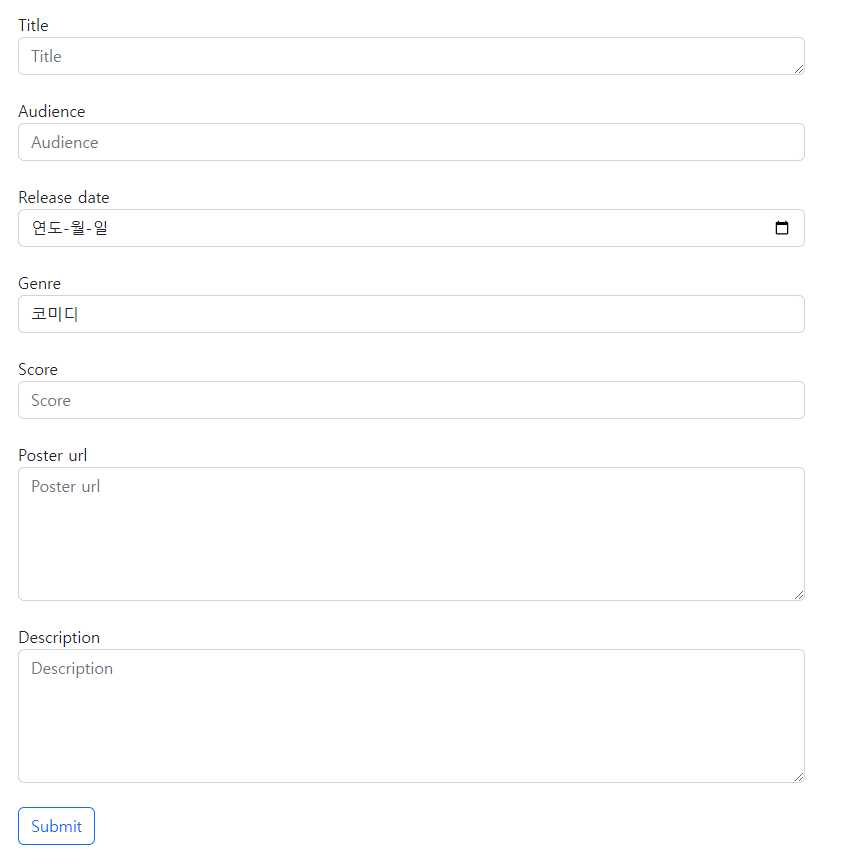 Title
Title
Audience
Audience
Release date
연도-월-일
Genre
코미디
Score
Score
Poster url
Poster url
Description
Description
Submit